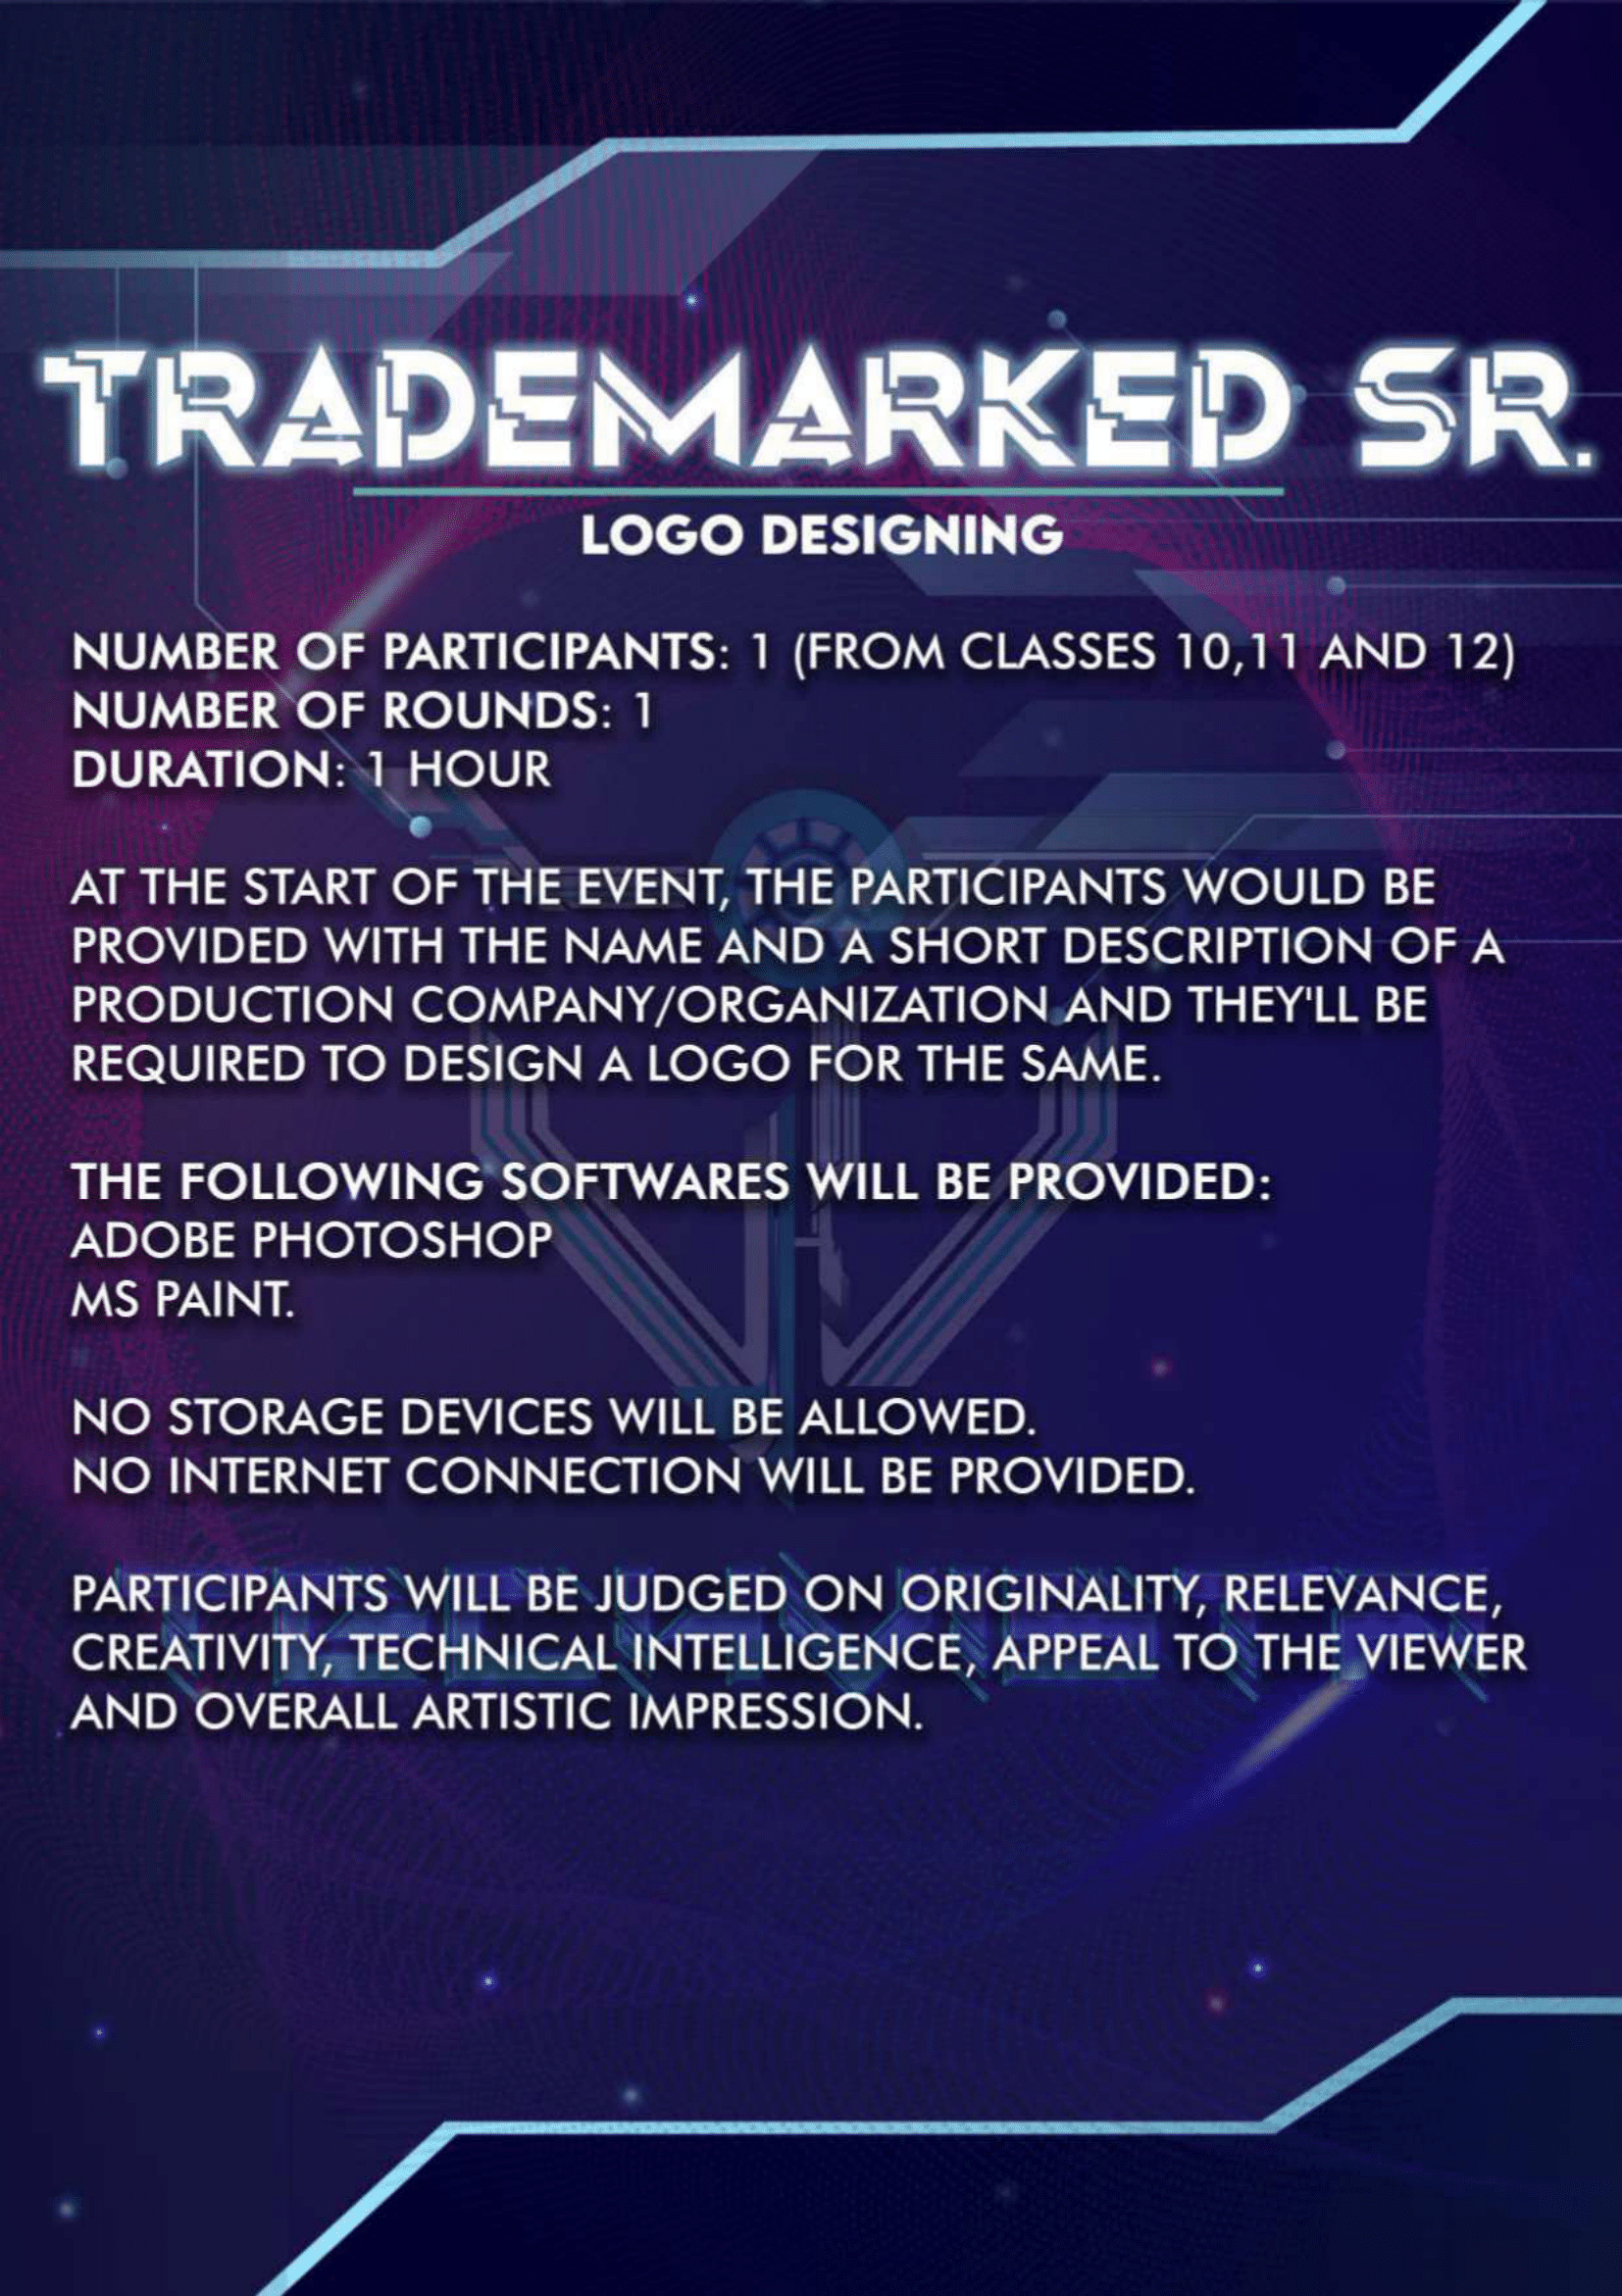 TRADEMARKED SR.
LOGO DESIGNING
NUMBER OF PARTICIPANTS: 1 (FROM CLASSES 10,11 AND 12)
NUMBER OF ROUNDS: 1
DURATION: 1 HOUR
AT THE START OF THE EVENT, THE PARTICIPANTS WOULD BE
PROVIDED WITH THE NAME AND A SHORT DESCRIPTION OF A
PRODUCTION COMPANY/ORGANIZATION AND THEY'LL BE
REQUIRED TO DESIGN A LOGO FOR THE SAME.
THE FOLLOWING SOFTWARES WILL BE PROVIDED:
ADOBE PHOTOSHOP
MS PAINT.
NO STORAGE DEVICES WILL BE ALLOWED.
NO INTERNET CONNECTION WILL BE PROVIDED.
PARTICIPANTS WILL BE JUDGED ON ORIGINALITY, RELEVANCE,
CREATIVITY, TECHNICAL INTELLIGENCE, APPEAL TO THE VIEWER
AND OVERALL ARTISTIC IMPRESSION.